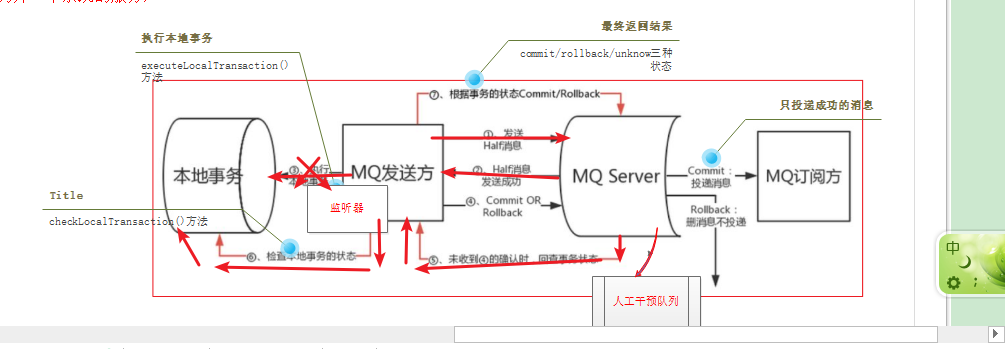 执行本地事务
executeLocalTransaction()
方法
最终返回结果
commit/rollback/unknow三种
状态
⑦、根据事务的状态Commit/Rollback
只投递成功的消息
①、发送
Half消息
本地事务
③、执行
本地事
MQ发送方
②、Half消息
发送成功
MQ Server
Commit：
投递消息
MQ订阅方
监听器
④、Commit OR
Rollback
Rollback：
删消息不投递
Title
checkLocalTransaction()方法
⑥、检查本地事务的状态
⑤、未收到④的确认时，回查事务状态
人工干预队列
中